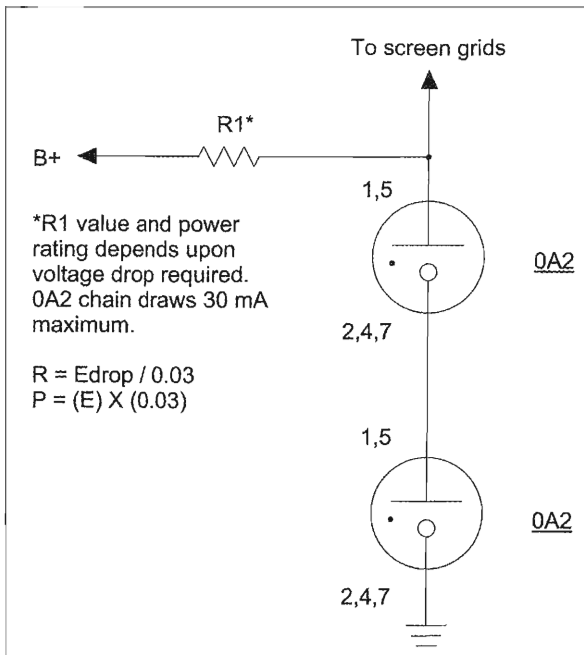 To screen grids
R1*
B+
1,5
*R1 value and power
rating depends upon
voltage drop required.
0A2 chain draws 30 mA
maximum.
0A2
2,4,7
R = Edrop / 0.03
P = (E) X (0.03)
1,5
0A2
2,4,7